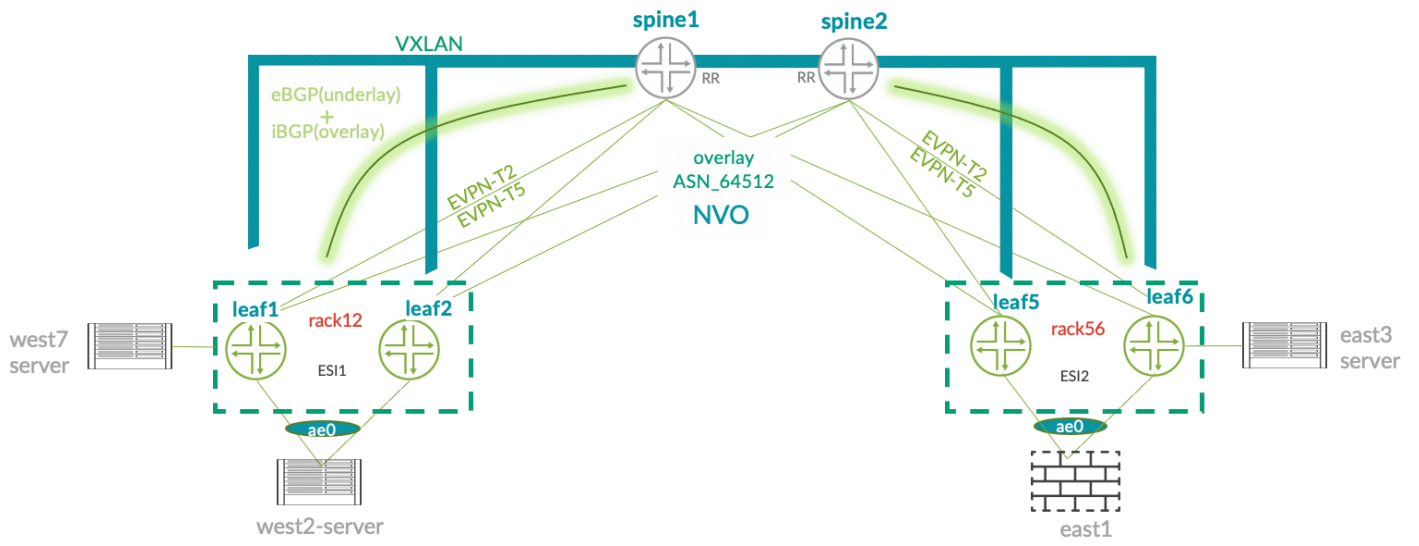 spine1
spine2
VXLAN
RR
RR
eBGP(underlay)
+
iBGP(overlay)
overlay
ASN_64512
NVO
EVPN-T2
EVPN-T5
EVPN-T2
EVPN-T5
leaf1
leaf2
rack12
ESI1
leaf5
leaf6
rack56
ESI2
west7
server
east3
server
ae0
ae0
west2-server
east1